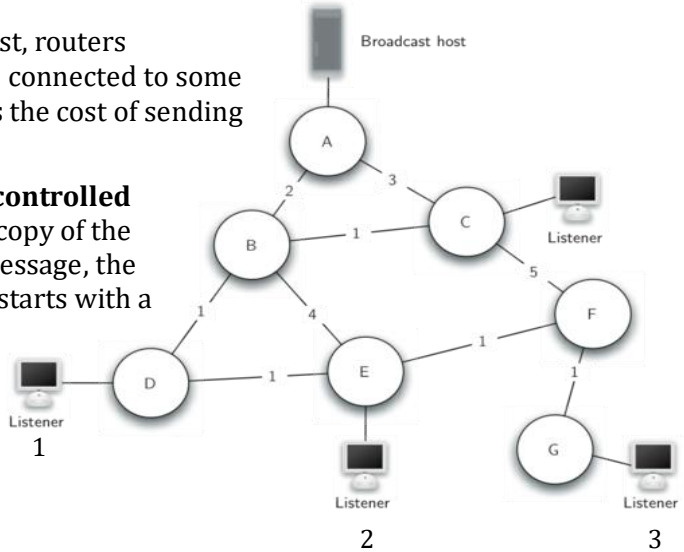 st, routers
connected to some
s the cost of sending
controlled
copy of the
essage, the
starts with a
Broadcast host
A
2
3
B
1
C
Listener
5
1
4
F
1
D
1
E
1
Listener
1
G
Listener
Listener
2
3